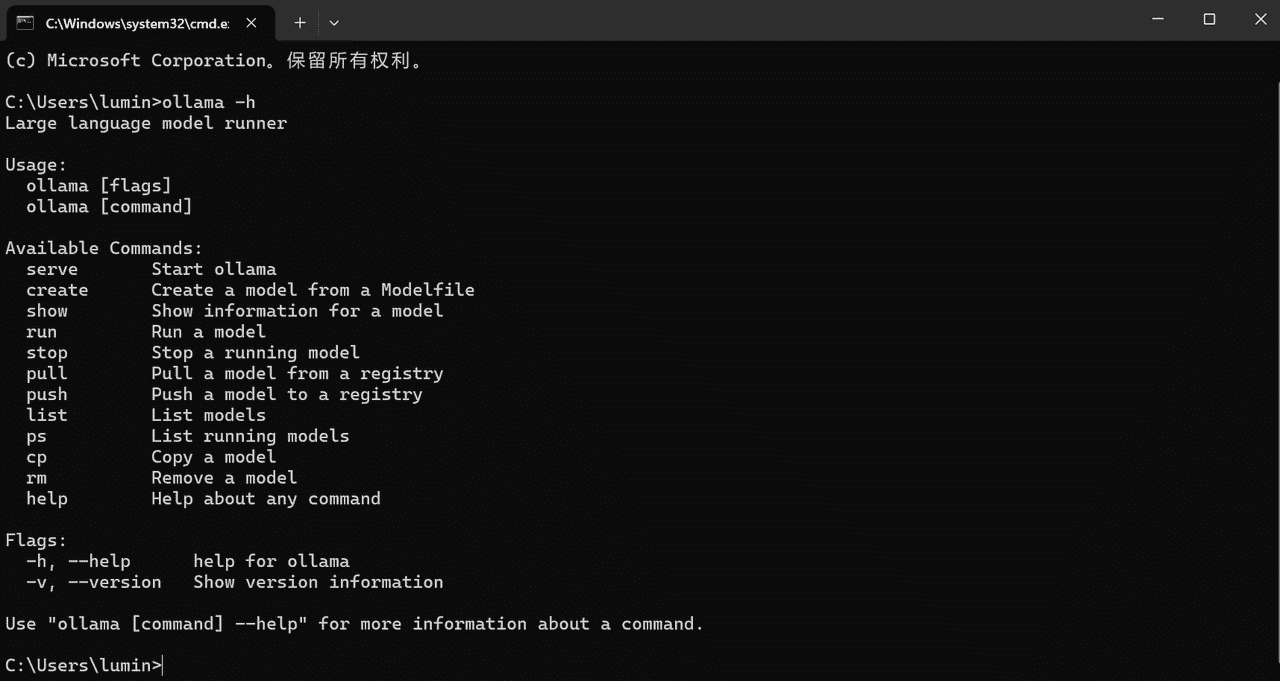 C:\Windows\system32\cmd.e
(c) Microsoft Corporation。保留所有权利。
C:\Users\lumin>ollama -h
Large language model runner
Usage:
  ollama [flags]
  ollama [command]
Available Commands:
  serve       Start ollama
  create      Create a model from a Modelfile
  show        Show information for a model
  run         Run a model
  stop        Stop a running model
  pull        Pull a model from a registry
  push        Push a model to a registry
  list        List models
  ps          List running models
  cp          Copy a model
  rm          Remove a model
  help        Help about any command
Flags:
  -h, --help      help for ollama
  -v, --version   Show version information
Use "ollama [command] --help" for more information about a command.
C:\Users\lumin>